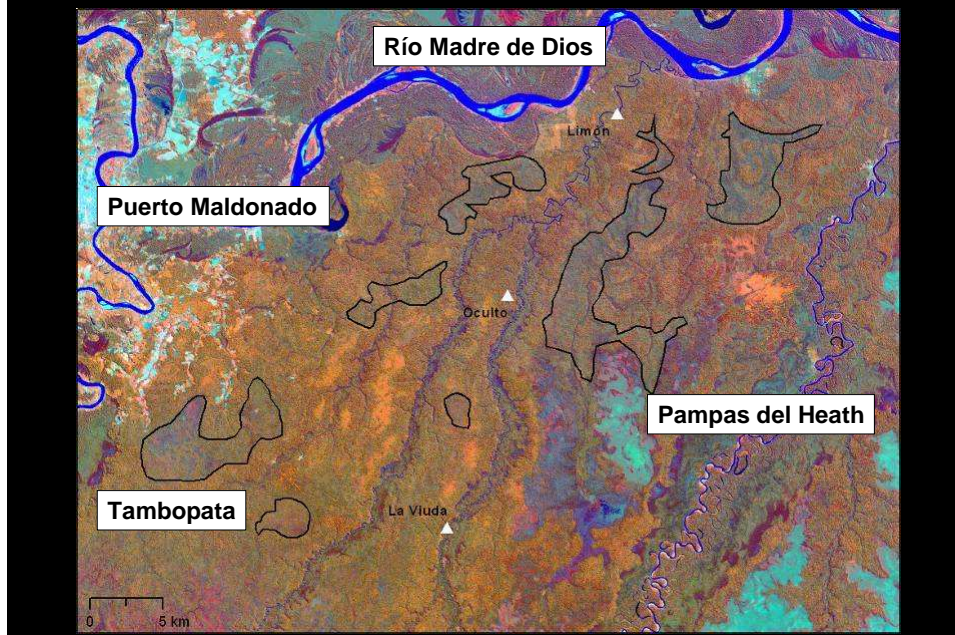 Río Madre de Dios
Limón
Puerto Maldonado
Oculto
Pampas del Heath
Tambopata
La Viuda
0 5 km